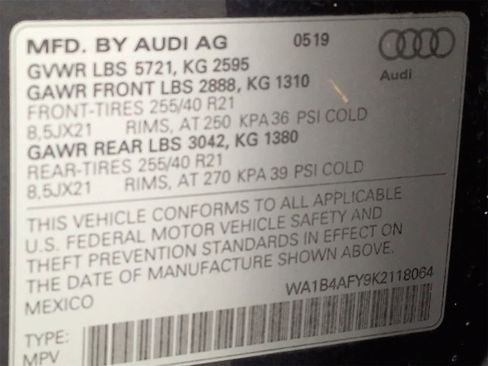 MFD. BY AUDI AG 0519
GVWR LBS 5721, KG 2595
GAWR FRONT LBS 2888, KG 1310
Audi
FRONT-TIRES 255/40 R21
8,5JX21 RIMS, AT 250 KPA 36 PSI COLD
GAWR REAR LBS 3042, KG 1380
REAR-TIRES 255/40 R21
8,5JX21 RIMS, AT 270 KPA 39 PSI COLD
THIS VEHICLE CONFORMS TO ALL APPLICABLE
U.S. FEDERAL MOTOR VEHICLE SAFETY AND
THEFT PREVENTION STANDARDS IN EFFECT ON
THE DATE OF MANUFACTURE SHOWN ABOVE.
MEXICO WA1B4AFY9K2118064
TYPE:
MPV